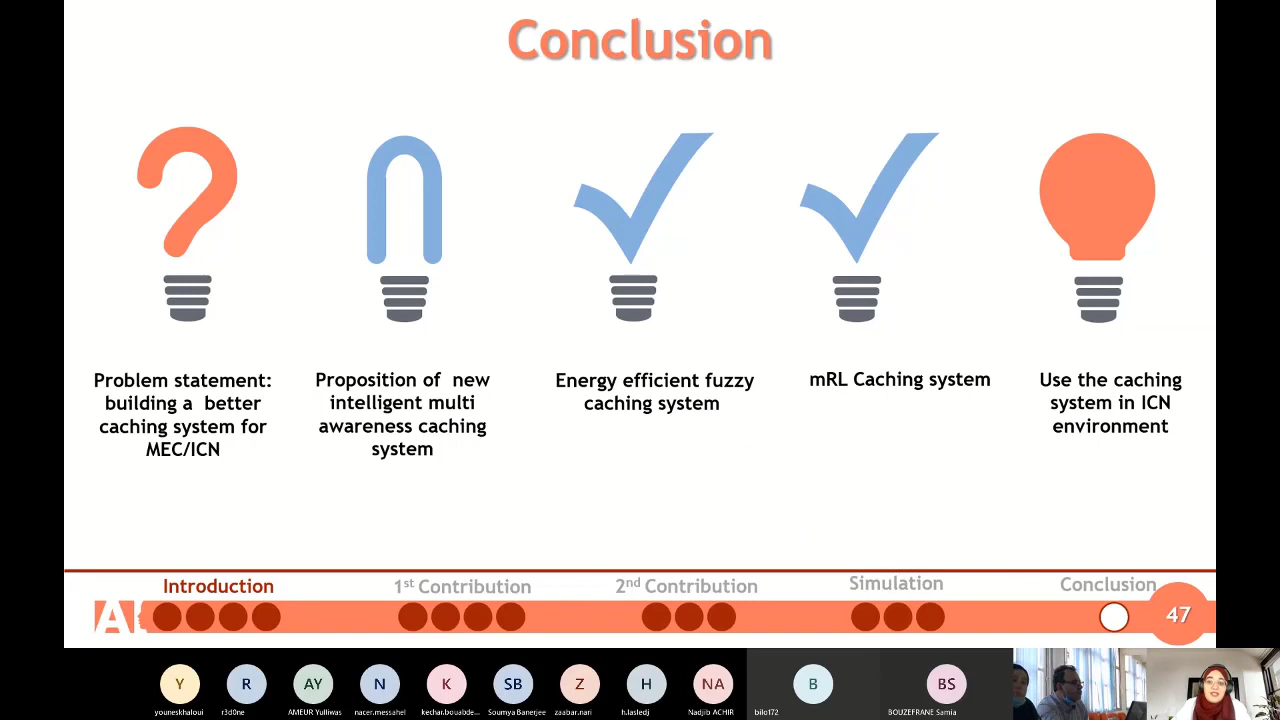 Conclusion
Problem statement:
building a better
caching system for
MEC/ICN
Proposition of new
intelligent multi
awareness caching
system
Energy efficient fuzzy
caching system
mRL Caching system
Use the caching
system in ICN
environment
Introduction
1st Contribution
2nd Contribution
Simulation
Conclusion
A
47
Y
R
AY
N
K
SB
Z
H
NA
B
BS
youneskhaloui
r3d0ne
AMEUR Yulliwas
nacer.messahel
kechar.bouabde...
Soumya Banerjee
zaabar.nari
h.lasledj
Nadjib ACHIR
bilo172
BOUZEFRANE Samia